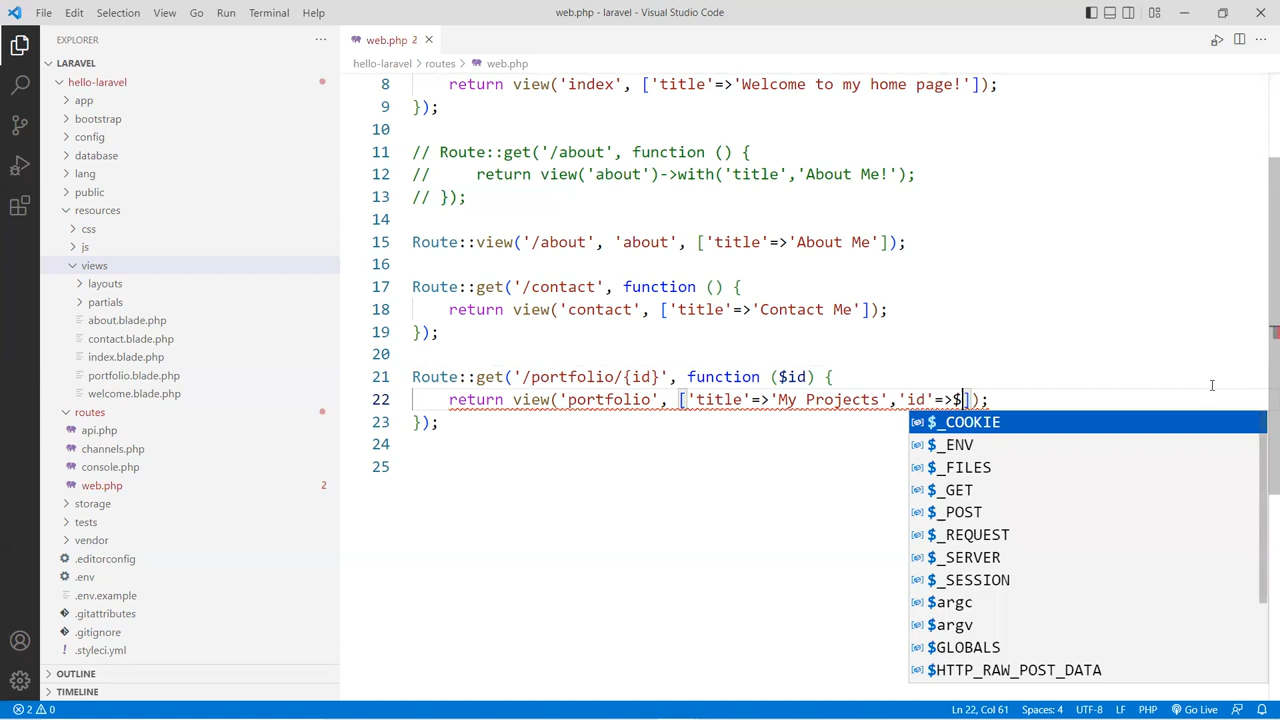 File Edit Selection View Go Run Terminal Help
web.php - laravel - Visual Studio Code
EXPLORER
LARAVEL
hello-laravel
app
bootstrap
config
database
lang
public
resources
css
js
views
layouts
partials
about.blade.php
contact.blade.php
index.blade.php
portfolio.blade.php
welcome.blade.php
routes
api.php
channels.php
console.php
web.php 2
storage
tests
vendor
.editorconfig
.env
.env.example
.gitattributes
.gitignore
.styleci.yml
OUTLINE
TIMELINE
web.php 2
hello-laravel > routes > web.php
8 return view('index', ['title'=>'Welcome to my home page!']);
9 });
10
11 // Route::get('/about', function () {
12 //     return view('about')->with('title','About Me!');
13 // });
14
15 Route::view('/about', 'about', ['title'=>'About Me']);
16
17 Route::get('/contact', function () {
18     return view('contact', ['title'=>'Contact Me']);
19 });
20
21 Route::get('/portfolio/{id}', function ($id) {
22     return view('portfolio', ['title'=>'My Projects','id'=>$]);
23 });
24
25
$_COOKIE
$_ENV
$_FILES
$_GET
$_POST
$_REQUEST
$_SERVER
$_SESSION
$argc
$argv
$GLOBALS
$HTTP_RAW_POST_DATA
2 0
Ln 22, Col 61 Spaces: 4 UTF-8 LF PHP Go Live